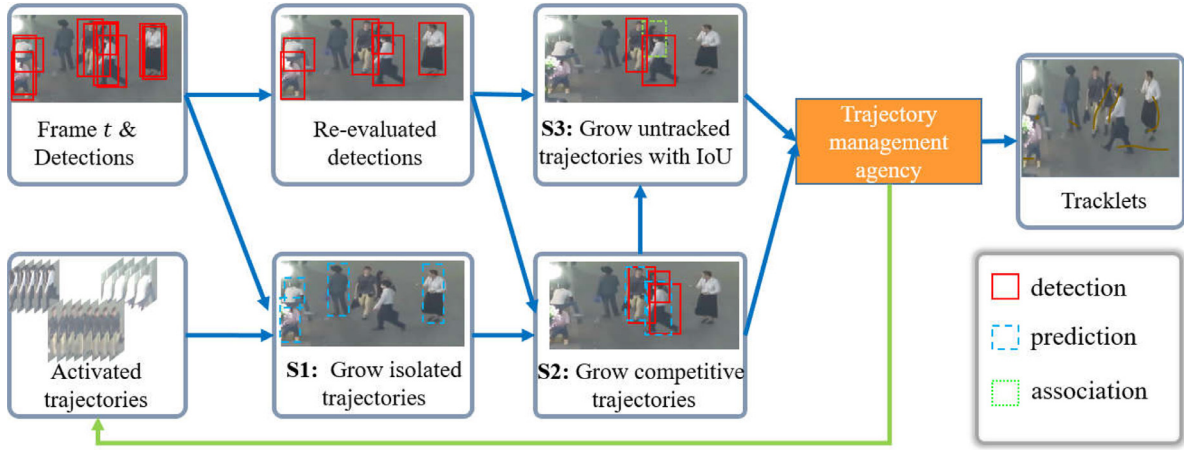 Frame t &
Detections
Re-evaluated
detections
S3: Grow untracked
trajectories with IoU
Trajectory
management
agency
Tracklets
Activated
trajectories
S1: Grow isolated
trajectories
S2: Grow competitive
trajectories
detection
prediction
association